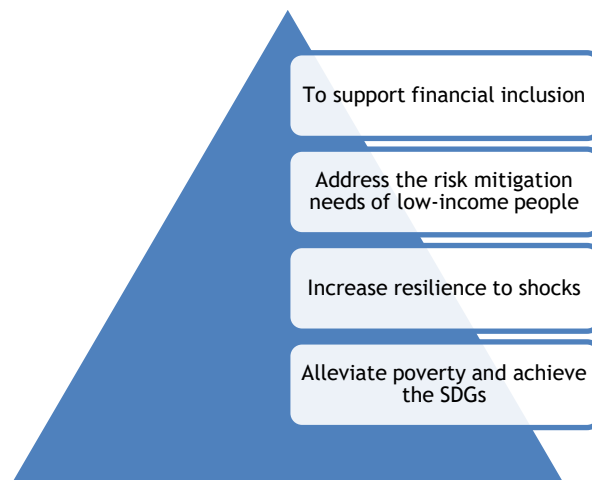 To support financial inclusion
Address the risk mitigation
needs of low-income people
Increase resilience to shocks
Alleviate poverty and achieve
the SDGs